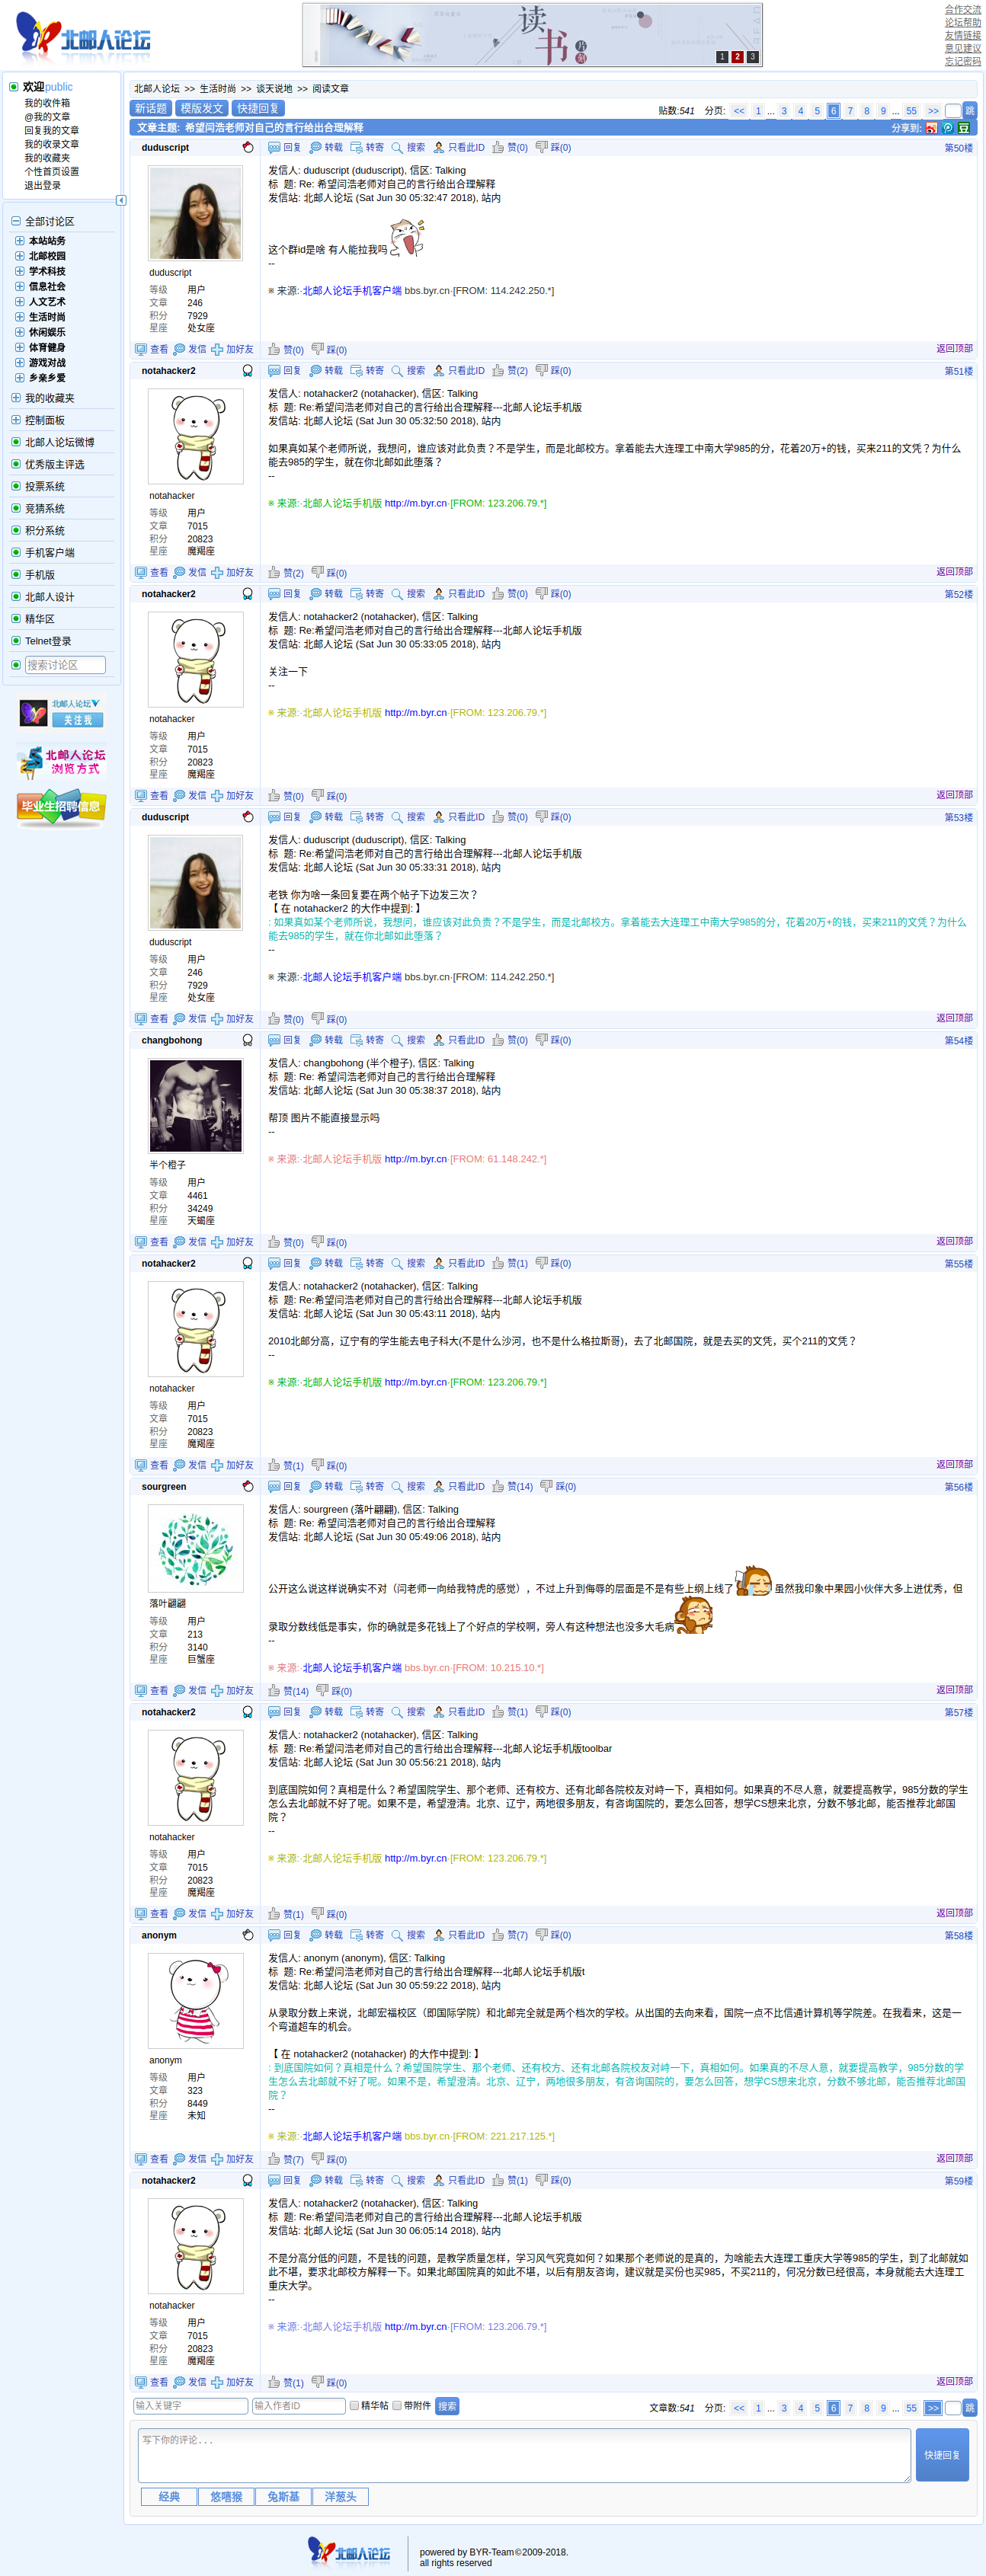 北邮人论坛
读书
片刻
1 2 3
合作交流
论坛帮助
友情链接
意见建议
忘记密码
欢迎public
我的收件箱
@我的文章
回复我的文章
我的收录文章
我的收藏夹
个性首页设置
退出登录
全部讨论区
本站站务
北邮校园
学术科技
信息社会
人文艺术
生活时尚
休闲娱乐
体育健身
游戏对战
乡亲乡爱
我的收藏夹
控制面板
北邮人论坛微博
优秀版主评选
投票系统
竞猜系统
积分系统
手机客户端
手机版
北邮人设计
精华区
Telnet登录
搜索讨论区
北邮人论坛
关注我
北邮人论坛
浏览方式
毕业生招聘信息
北邮人论坛 >> 生活时尚 >> 谈天说地 >> 阅读文章
新话题 模版发文 快捷回复
贴数:541 分页: << 1 ... 3 4 5 6 7 8 9 ... 55 >> 跳
文章主题: 希望闫浩老师对自己的言行给出合理解释
分享到:
duduscript
回复 转载 转寄 搜索 只看此ID 赞(0) 踩(0) 第50楼
发信人: duduscript (duduscript), 信区: Talking
标 题: Re: 希望闫浩老师对自己的言行给出合理解释
发信站: 北邮人论坛 (Sat Jun 30 05:32:47 2018), 站内
这个群id是啥 有人能拉我吗
--
※ 来源:·北邮人论坛手机客户端 bbs.byr.cn·[FROM: 114.242.250.*]
duduscript
等级 用户
文章 246
积分 7929
星座 处女座
查看 发信 加好友 赞(0) 踩(0) 返回顶部
notahacker2
回复 转载 转寄 搜索 只看此ID 赞(2) 踩(0) 第51楼
发信人: notahacker2 (notahacker), 信区: Talking
标 题: Re:希望闫浩老师对自己的言行给出合理解释---北邮人论坛手机版
发信站: 北邮人论坛 (Sat Jun 30 05:32:50 2018), 站内
如果真如某个老师所说，我想问，谁应该对此负责？不是学生，而是北邮校方。拿着能去大连理工中南大学985的分，花着20万+的钱，买来211的文凭？为什么
能去985的学生，就在你北邮如此堕落？
--
※ 来源:·北邮人论坛手机版 http://m.byr.cn·[FROM: 123.206.79.*]
notahacker
等级 用户
文章 7015
积分 20823
星座 魔羯座
查看 发信 加好友 赞(2) 踩(0) 返回顶部
notahacker2
回复 转载 转寄 搜索 只看此ID 赞(0) 踩(0) 第52楼
发信人: notahacker2 (notahacker), 信区: Talking
标 题: Re:希望闫浩老师对自己的言行给出合理解释---北邮人论坛手机版
发信站: 北邮人论坛 (Sat Jun 30 05:33:05 2018), 站内
关注一下
--
※ 来源:·北邮人论坛手机版 http://m.byr.cn·[FROM: 123.206.79.*]
notahacker
等级 用户
文章 7015
积分 20823
星座 魔羯座
查看 发信 加好友 赞(0) 踩(0) 返回顶部
duduscript
回复 转载 转寄 搜索 只看此ID 赞(0) 踩(0) 第53楼
发信人: duduscript (duduscript), 信区: Talking
标 题: Re:希望闫浩老师对自己的言行给出合理解释---北邮人论坛手机版
发信站: 北邮人论坛 (Sat Jun 30 05:33:31 2018), 站内
老铁 你为啥一条回复要在两个帖子下边发三次？
【 在 notahacker2 的大作中提到: 】
: 如果真如某个老师所说，我想问，谁应该对此负责？不是学生，而是北邮校方。拿着能去大连理工中南大学985的分，花着20万+的钱，买来211的文凭？为什么
能去985的学生，就在你北邮如此堕落？
--
※ 来源:·北邮人论坛手机客户端 bbs.byr.cn·[FROM: 114.242.250.*]
duduscript
等级 用户
文章 246
积分 7929
星座 处女座
查看 发信 加好友 赞(0) 踩(0) 返回顶部
changbohong
回复 转载 转寄 搜索 只看此ID 赞(0) 踩(0) 第54楼
发信人: changbohong (半个橙子), 信区: Talking
标 题: Re: 希望闫浩老师对自己的言行给出合理解释
发信站: 北邮人论坛 (Sat Jun 30 05:38:37 2018), 站内
帮顶 图片不能直接显示吗
--
※ 来源:·北邮人论坛手机版 http://m.byr.cn·[FROM: 61.148.242.*]
半个橙子
等级 用户
文章 4461
积分 34249
星座 天蝎座
查看 发信 加好友 赞(0) 踩(0) 返回顶部
notahacker2
回复 转载 转寄 搜索 只看此ID 赞(1) 踩(0) 第55楼
发信人: notahacker2 (notahacker), 信区: Talking
标 题: Re:希望闫浩老师对自己的言行给出合理解释---北邮人论坛手机版
发信站: 北邮人论坛 (Sat Jun 30 05:43:11 2018), 站内
2010北邮分高，辽宁有的学生能去电子科大(不是什么沙河，也不是什么格拉斯哥)，去了北邮国院，就是去买的文凭，买个211的文凭？
--
※ 来源:·北邮人论坛手机版 http://m.byr.cn·[FROM: 123.206.79.*]
notahacker
等级 用户
文章 7015
积分 20823
星座 魔羯座
查看 发信 加好友 赞(1) 踩(0) 返回顶部
sourgreen
回复 转载 转寄 搜索 只看此ID 赞(14) 踩(0) 第56楼
发信人: sourgreen (落叶翩翩), 信区: Talking
标 题: Re: 希望闫浩老师对自己的言行给出合理解释
发信站: 北邮人论坛 (Sat Jun 30 05:49:06 2018), 站内
公开这么说这样说确实不对（闫老师一向给我特虎的感觉），不过上升到侮辱的层面是不是有些上纲上线了 虽然我印象中果园小伙伴大多上进优秀，但
录取分数线低是事实，你的确就是多花钱上了个好点的学校啊，旁人有这种想法也没多大毛病
--
※ 来源:·北邮人论坛手机客户端 bbs.byr.cn·[FROM: 10.215.10.*]
落叶翩翩
等级 用户
文章 213
积分 3140
星座 巨蟹座
查看 发信 加好友 赞(14) 踩(0) 返回顶部
notahacker2
回复 转载 转寄 搜索 只看此ID 赞(1) 踩(0) 第57楼
发信人: notahacker2 (notahacker), 信区: Talking
标 题: Re:希望闫浩老师对自己的言行给出合理解释---北邮人论坛手机版toolbar
发信站: 北邮人论坛 (Sat Jun 30 05:56:21 2018), 站内
到底国院如何？真相是什么？希望国院学生、那个老师、还有校方、还有北邮各院校友对峙一下，真相如何。如果真的不尽人意，就要提高教学，985分数的学生
怎么去北邮就不好了呢。如果不是，希望澄清。北京、辽宁，两地很多朋友，有咨询国院的，要怎么回答，想学CS想来北京，分数不够北邮，能否推荐北邮国
院？
--
※ 来源:·北邮人论坛手机版 http://m.byr.cn·[FROM: 123.206.79.*]
notahacker
等级 用户
文章 7015
积分 20823
星座 魔羯座
查看 发信 加好友 赞(1) 踩(0) 返回顶部
anonym
回复 转载 转寄 搜索 只看此ID 赞(7) 踩(0) 第58楼
发信人: anonym (anonym), 信区: Talking
标 题: Re:希望闫浩老师对自己的言行给出合理解释---北邮人论坛手机版t
发信站: 北邮人论坛 (Sat Jun 30 05:59:22 2018), 站内
从录取分数上来说，北邮宏福校区（即国际学院）和北邮完全就是两个档次的学校。从出国的去向来看，国院一点不比信通计算机等学院差。在我看来，这是一
个弯道超车的机会。
【 在 notahacker2 (notahacker) 的大作中提到: 】
: 到底国院如何？真相是什么？希望国院学生、那个老师、还有校方、还有北邮各院校友对峙一下，真相如何。如果真的不尽人意，就要提高教学，985分数的学
生怎么去北邮就不好了呢。如果不是，希望澄清。北京、辽宁，两地很多朋友，有咨询国院的，要怎么回答，想学CS想来北京，分数不够北邮，能否推荐北邮国
院？
--
※ 来源:·北邮人论坛手机客户端 bbs.byr.cn·[FROM: 221.217.125.*]
anonym
等级 用户
文章 323
积分 8449
星座 未知
查看 发信 加好友 赞(7) 踩(0) 返回顶部
notahacker2
回复 转载 转寄 搜索 只看此ID 赞(1) 踩(0) 第59楼
发信人: notahacker2 (notahacker), 信区: Talking
标 题: Re:希望闫浩老师对自己的言行给出合理解释---北邮人论坛手机版
发信站: 北邮人论坛 (Sat Jun 30 06:05:14 2018), 站内
不是分高分低的问题，不是钱的问题，是教学质量怎样，学习风气究竟如何？如果那个老师说的是真的，为啥能去大连理工重庆大学等985的学生，到了北邮就如
此不堪，要求北邮校方解释一下。如果北邮国院真的如此不堪，以后有朋友咨询，建议就是买份也买985，不买211的，何况分数已经很高，本身就能去大连理工
重庆大学。
--
※ 来源:·北邮人论坛手机版 http://m.byr.cn·[FROM: 123.206.79.*]
notahacker
等级 用户
文章 7015
积分 20823
星座 魔羯座
查看 发信 加好友 赞(1) 踩(0) 返回顶部
输入关键字 输入作者ID 精华帖 带附件 搜索
文章数:541 分页: << 1 ... 3 4 5 6 7 8 9 ... 55 >> 跳
写下你的评论...
快捷回复
经典 悠嘻猴 兔斯基 洋葱头
北邮人论坛
powered by BYR-Team©2009-2018.
all rights reserved